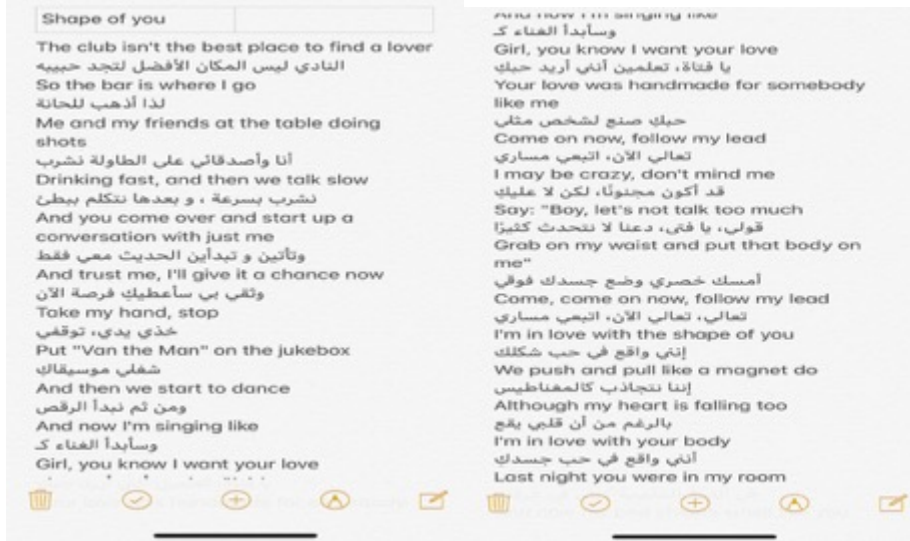 Shape of you
The club isn't the best place to find a lover
النادي ليس المكان الأفضل لتجد حبيبه
So the bar is where I go
لذا أذهب للحانة
Me and my friends at the table doing
shots
أنا وأصدقائي على الطاولة نشرب
Drinking fast, and then we talk slow
نشرب بسرعة ، و بعدها نتكلم ببطئ
And you come over and start up a
conversation with just me
وتأتين و تبدأين الحديث معي فقط
And trust me, I'll give it a chance now
وثقي بي سأعطيكِ فرصة الآن
Take my hand, stop
خذي يدي، توقفي
Put "Van the Man" on the jukebox
شغلي موسيقاكِ
And then we start to dance
ومن ثم نبدأ الرقص
And now I'm singing like
وسأبدأ الغناء كـ
Girl, you know I want your love
And now I'm singing like
وسأبدأ الغناء كـ
Girl, you know I want your love
يا فتاة، تعلمين أنني أريد حبك
Your love was handmade for somebody
like me
حبكِ صنع لشخص مثلي
Come on now, follow my lead
تعالي الآن، اتبعي مساري
I may be crazy, don't mind me
قد أكون مجنونًا، لكن لا عليكِ
Say: "Boy, let's not talk too much
قولي، يا فتى، دعنا لا نتحدث كثيرًا
Grab on my waist and put that body on
me"
أمسك خصري وضع جسدك فوقي
Come, come on now, follow my lead
تعالي، تعالي الآن، اتبعي مساري
I'm in love with the shape of you
إنني واقع في حب شكلك
We push and pull like a magnet do
إننا نتجاذب كالمغناطيس
Although my heart is falling too
بالرغم من أن قلبي يقع
I'm in love with your body
أنني واقع في حب جسدك
Last night you were in my room